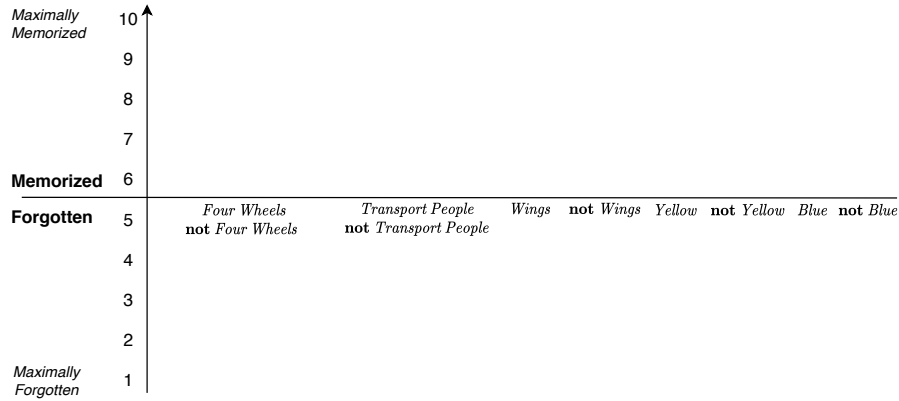 Maximally
Memorized
10
9
8
7
Memorized 6
Forgotten 5
Four Wheels Transport People Wings not Wings Yellow not Yellow Blue not Blue
not Four Wheels not Transport People
4
3
2
Maximally
Forgotten
1